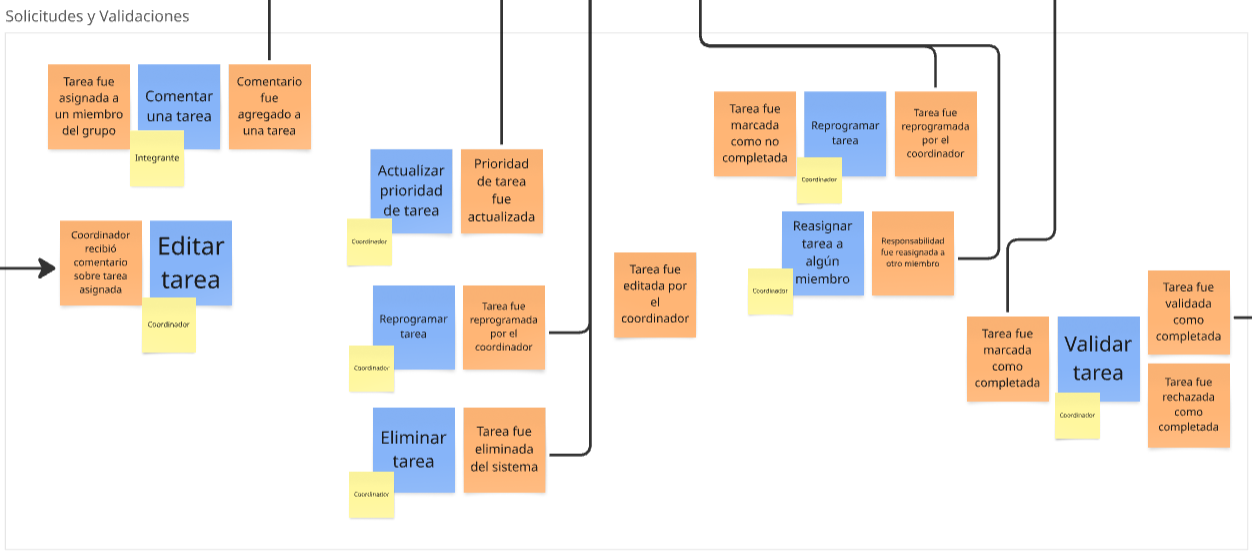 Solicitudes y Validaciones
Tarea fue
asignada a
un miembro
del grupo
Comentar
una tarea
Integrante
Comentario
fue
agregado a
una tarea
Coordinador
recibió
comentario
sobre tarea
asignada
Editar
tarea
Coordinador
Actualizar
prioridad
de tarea
Coordinador
Prioridad
de tarea
fue
actualizada
Reprogramar
tarea
Coordinador
Tarea fue
reprogramada
por el
coordinador
Eliminar
tarea
Coordinador
Tarea fue
eliminada
del sistema
Tarea fue
editada por
el
coordinador
Tarea fue
marcada
como no
completada
Reprogramar
tarea
Coordinador
Tarea fue
reprogramada
por el
coordinador
Reasignar
tarea a
algún
miembro
Coordinador
Responsabilidad
fue reasignada a
otro miembro
Tarea fue
marcada
como
completada
Validar
tarea
Coordinador
Tarea fue
validada
como
completada
Tarea fue
rechazada
como
completada